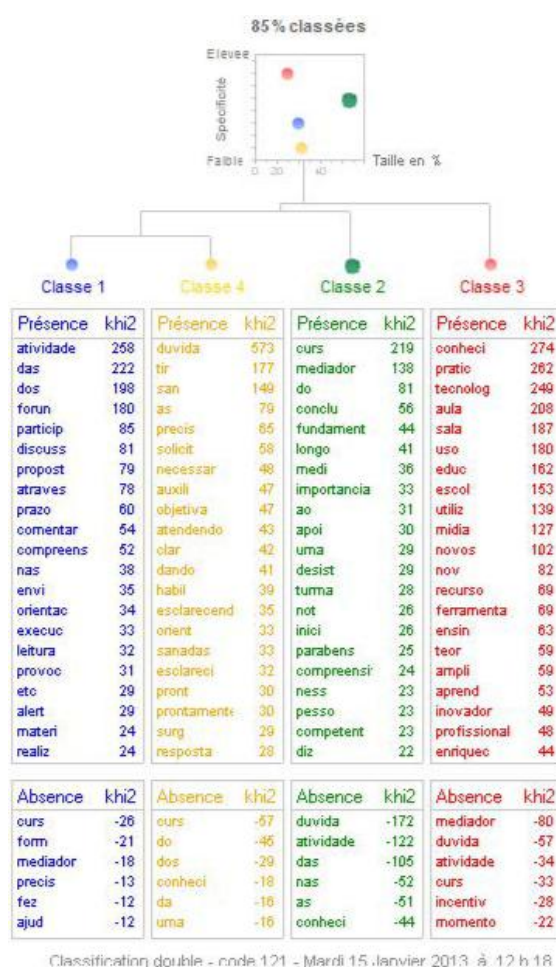 85% classées
Elevée
Spécificité
Faible
0 20 40
Taille en %
Classe 1 Classe 4 Classe 2 Classe 3
Présence khi2 Présence khi2 Présence khi2 Présence khi2
atividade 258 duvida 573 curs 219 conheci 274
das 222 tir 177 mediador 138 pratic 262
dos 198 san 149 do 81 tecnolog 249
forun 180 as 79 conclu 56 aula 208
particip 85 precis 65 fundament 44 sala 187
discuss 81 solicit 58 longo 41 uso 180
propost 79 necessar 48 medi 36 educ 162
atraves 78 auxili 47 importancia 33 escol 153
prazo 60 objetiva 47 ao 31 utiliz 139
comentar 54 atendendo 43 apoi 30 midia 127
compreens 52 clar 42 uma 29 novos 102
nas 38 dando 41 desist 29 nov 82
envi 35 habil 39 turma 28 recurso 69
orientac 34 esclarecend 35 not 26 ferramenta 69
execuc 33 orient 33 inici 26 ensin 63
leitura 32 sanadas 33 parabens 25 teor 59
provoc 31 esclareci 32 compreensi 24 ampli 59
etc 29 pront 30 ness 23 aprend 53
alert 29 prontamente 30 pesso 23 inovador 49
materi 24 surg 29 competent 23 profissional 48
realiz 24 resposta 28 diz 22 enriquec 44
Absence khi2 Absence khi2 Absence khi2 Absence khi2
curs -26 curs -57 duvida -172 mediador -80
form -21 do -45 atividade -122 duvida -57
mediador -18 dos -29 das -105 atividade -34
precis -13 conheci -18 nas -52 curs -33
fez -12 da -16 as -51 incentiv -28
ajud -12 uma -16 conheci -44 momento -22
Classification double - code 121 - Mardi 15 Janvier 2013 à 12 h 18